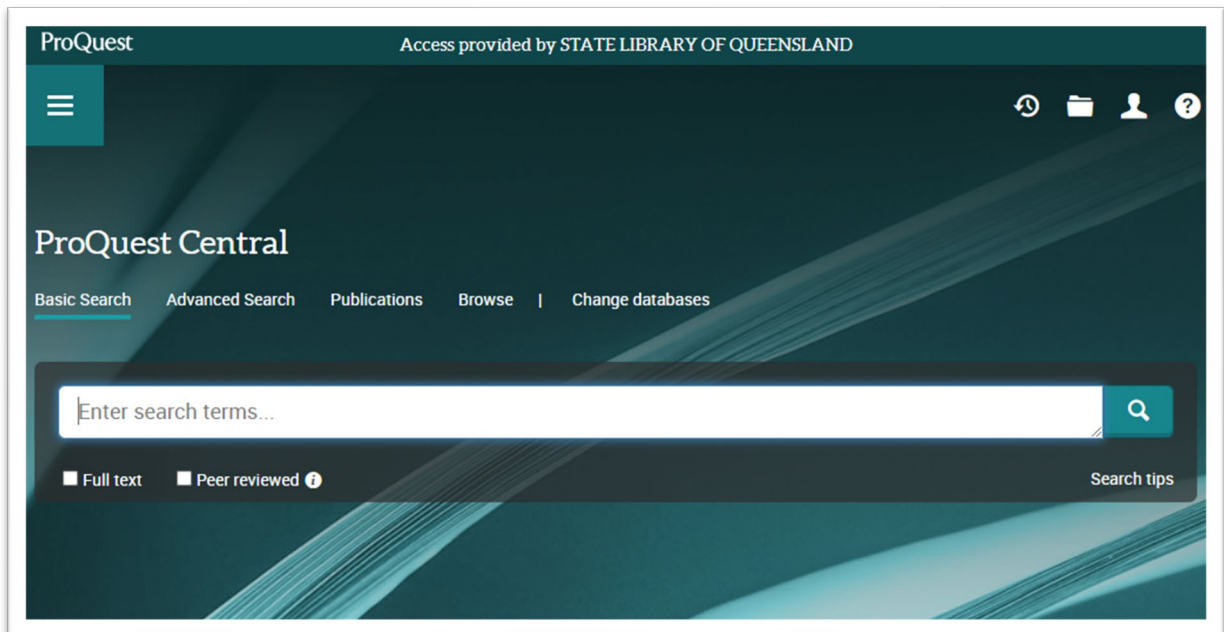 ProQuest Access provided by STATE LIBRARY OF QUEENSLAND
ProQuest Central
Basic Search Advanced Search Publications Browse | Change databases
Enter search terms...
Full text Peer reviewed Search tips